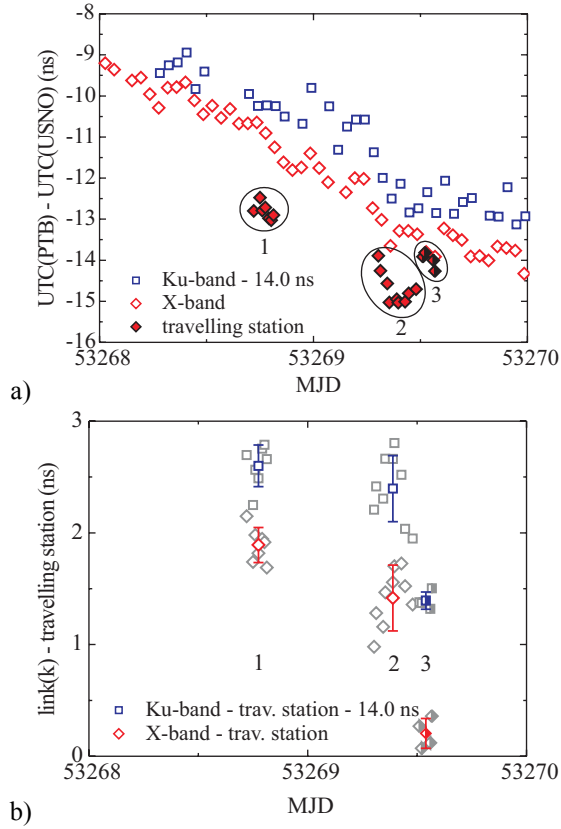 a)
UTC(PTB) - UTC(USNO) (ns)
-8
-9
-10
-11
-12
-13
-14
-15
-16
1
2
3
Ku-band - 14.0 ns
X-band
travelling station
53268
53269
53270
MJD
b)
link(k) - travelling station (ns)
3
2
1
0
1
2
3
Ku-band - trav. station - 14.0 ns
X-band - trav. station
53268
53269
53270
MJD